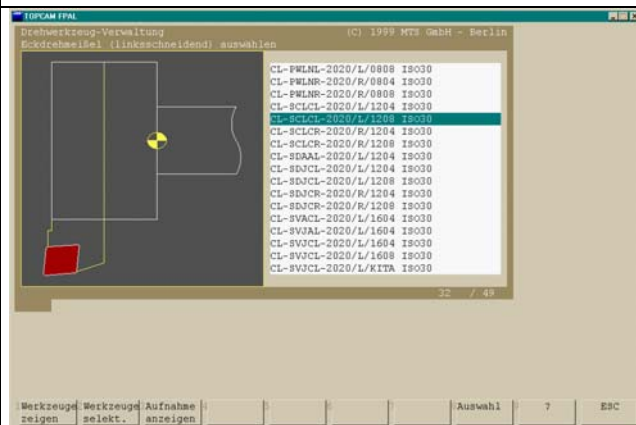 TOPCAM FPAL
Drehwerkzeug-Verwaltung (C) 1999 MTS GmbH - Berlin
Eckdrehmeißel (linksschneidend) auswählen
CL-PWLNL-2020/L/0808 ISO30
CL-PWLNR-2020/R/0804 ISO30
CL-PWLNR-2020/R/0808 ISO30
CL-SCLCL-2020/L/1204 ISO30
CL-SCLCL-2020/L/1208 ISO30
CL-SCLCR-2020/R/1204 ISO30
CL-SCLCR-2020/R/1208 ISO30
CL-SDAAL-2020/L/1204 ISO30
CL-SDJCL-2020/L/1204 ISO30
CL-SDJCL-2020/L/1208 ISO30
CL-SDJCR-2020/R/1204 ISO30
CL-SDJCR-2020/R/1208 ISO30
CL-SVACL-2020/L/1604 ISO30
CL-SVJAL-2020/L/1604 ISO30
CL-SVJCL-2020/L/1604 ISO30
CL-SVJCL-2020/L/1608 ISO30
CL-SVJCL-2020/L/KITA ISO30
32 / 49
Werkzeuge Werkzeuge Aufnahme 4 5 6 7 Auswahl ? ESC
zeigen selekt. anzeigen